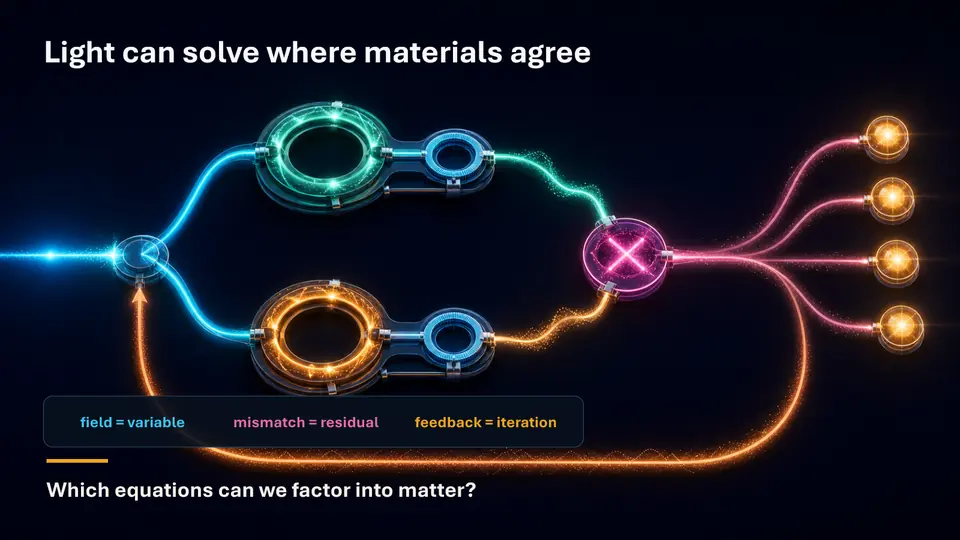 Light can solve where materials agree
field = variable
mismatch = residual
feedback = iteration
Which equations can we factor into matter?